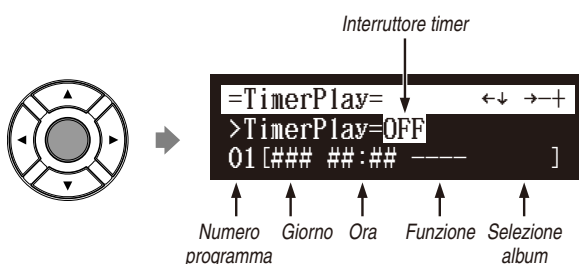 Interruttore timer
=TimerPlay= ←↓ →−+
>TimerPlay=OFF
01[### ##:## ---- ]
Numero programma
Giorno
Ora
Funzione
Selezione album